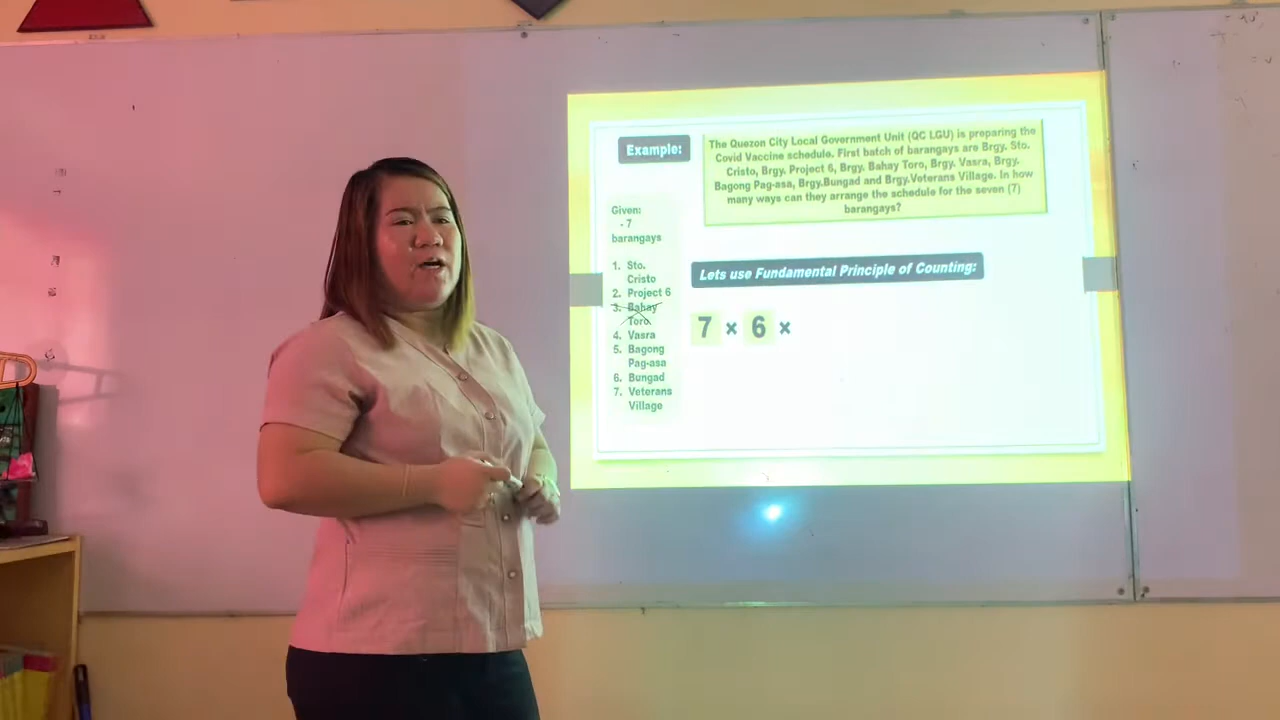 Example:
The Quezon City Local Government Unit (QC LGU) is preparing the
Covid Vaccine schedule. First batch of barangays are Brgy. Sto.
Cristo, Brgy. Project 6, Brgy. Bahay Toro, Brgy. Vasra, Brgy.
Bagong Pag-asa, Brgy.Bungad and Brgy.Veterans Village. In how
many ways can they arrange the schedule for the seven (7)
barangays?
Given:
- 7
barangays
1. Sto.
Cristo
2. Project 6
3. Bahay
Toro
4. Vasra
5. Bagong
Pag-asa
6. Bungad
7. Veterans
Village
Lets use Fundamental Principle of Counting:
7 × 6 ×